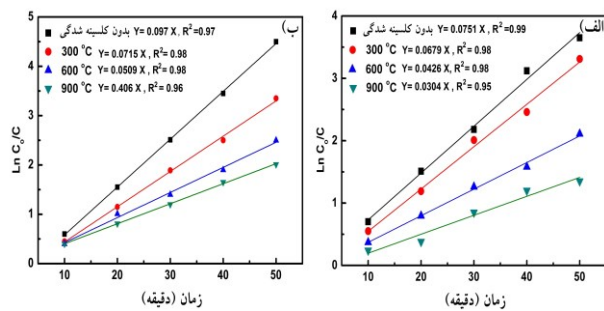 ب)
بدون کلسینه شدگی Y= 0.097 X , R²=0.97
300 °C Y= 0.0715 X , R²= 0.98
600 °C Y= 0.0509 X , R²= 0.98
900 °C Y= 0.406 X , R²= 0.96
Ln Cₒ/C
5
4
3
2
1
0
10 20 30 40 50
زمان (دقیقه)
الف)
بدون کلسینه شدگی Y= 0.0751 X , R²=0.99
300 °C Y= 0.0679 X , R²= 0.98
600 °C Y= 0.0426 X , R²= 0.98
900 °C Y= 0.0304 X , R²= 0.95
Ln Cₒ/C
4
3
2
1
0
10 20 30 40 50
زمان (دقیقه)